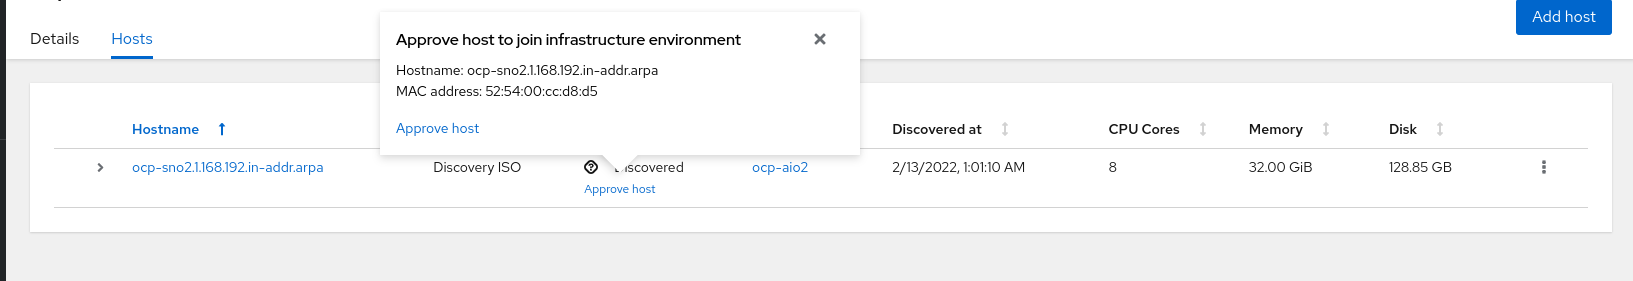 Add host
Details Hosts
Approve host to join infrastructure environment
Hostname: ocp-sno2.1.168.192.in-addr.arpa
MAC address: 52:54:00:cc:d8:d5
Approve host
Hostname Discovered at CPU Cores Memory Disk
ocp-sno2.1.168.192.in-addr.arpa Discovery ISO ocp-aio2 2/13/2022, 1:01:10 AM 8 32.00 GiB 128.85 GB
Approve host